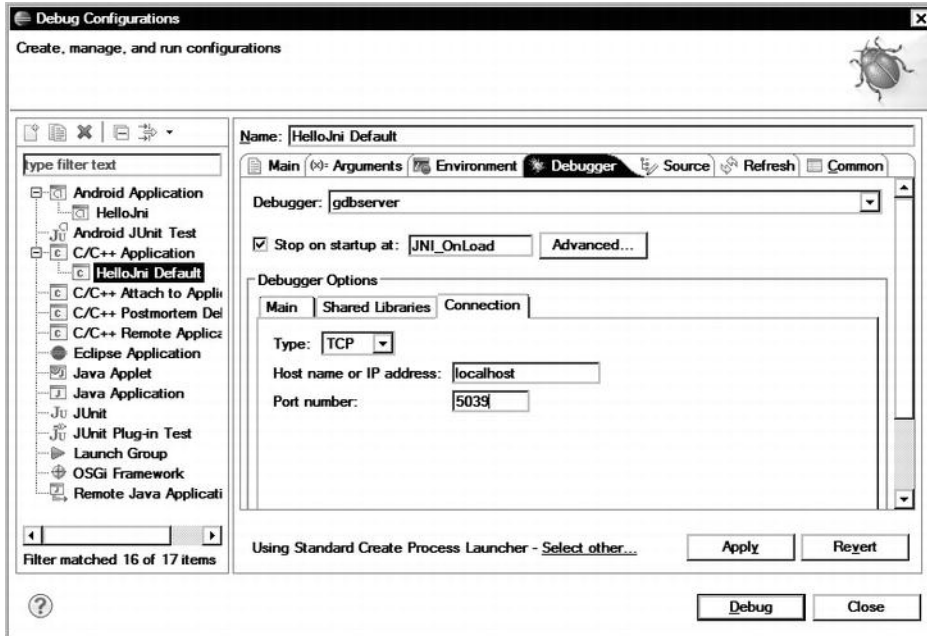 Debug Configurations
Create, manage, and run configurations
type filter text
Android Application
HelloJni
Android JUnit Test
C/C++ Application
HelloJni Default
C/C++ Attach to Appli
C/C++ Postmortem De
C/C++ Remote Applica
Eclipse Application
Java Applet
Java Application
JUnit
JUnit Plug-in Test
Launch Group
OSGi Framework
Remote Java Applicati
Filter matched 16 of 17 items
Name: HelloJni Default
Main Arguments Environment Debugger Source Refresh Common
Debugger: gdbserver
Stop on startup at: JNI_OnLoad Advanced...
Debugger Options
Main Shared Libraries Connection
Type: TCP
Host name or IP address: localhost
Port number: 5039
Using Standard Create Process Launcher - Select other...
Apply Revert
Debug Close